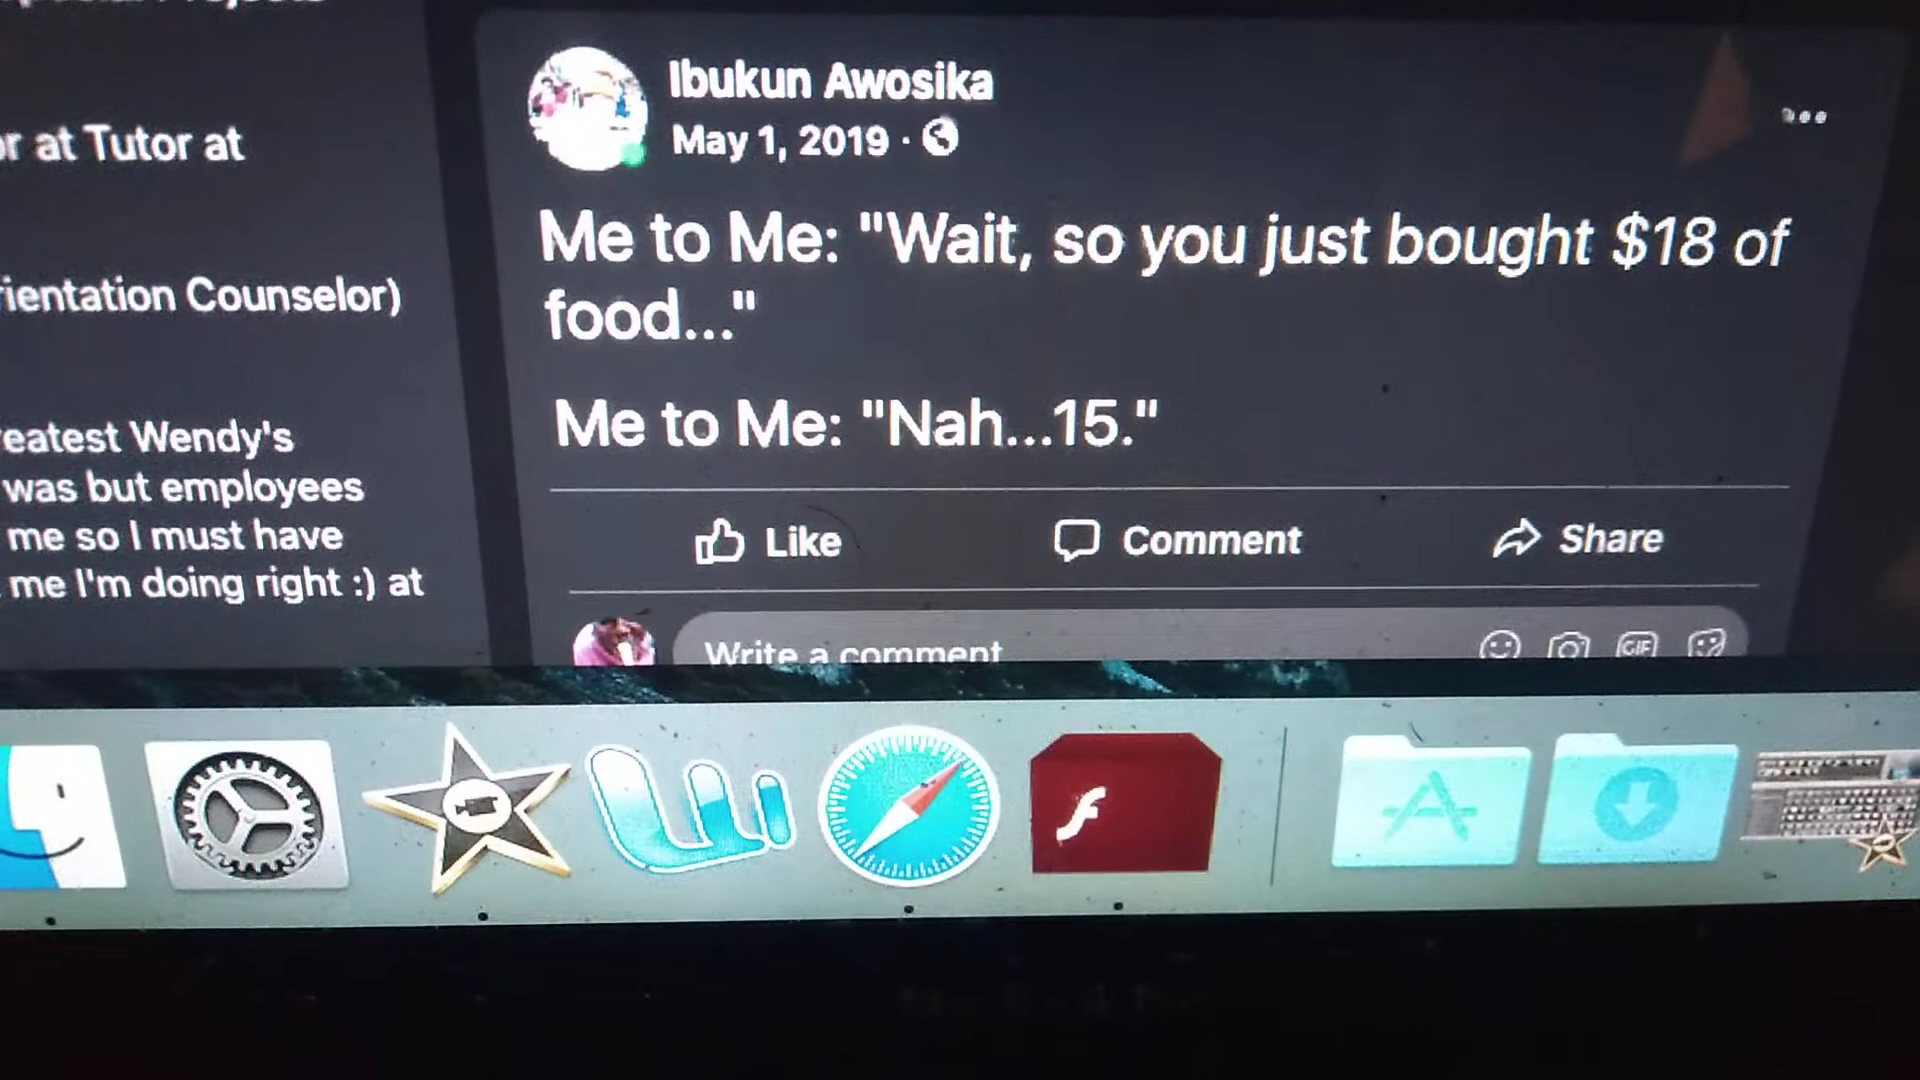 r at Tutor at
ientation Counselor)
eatest Wendy's
was but employees
me so I must have
me I'm doing right :) at
Ibukun Awosika
May 1, 2019 ·
Me to Me: "Wait, so you just bought $18 of
food..."
Me to Me: "Nah...15."
Like
Comment
Share
Write a comment
GIF